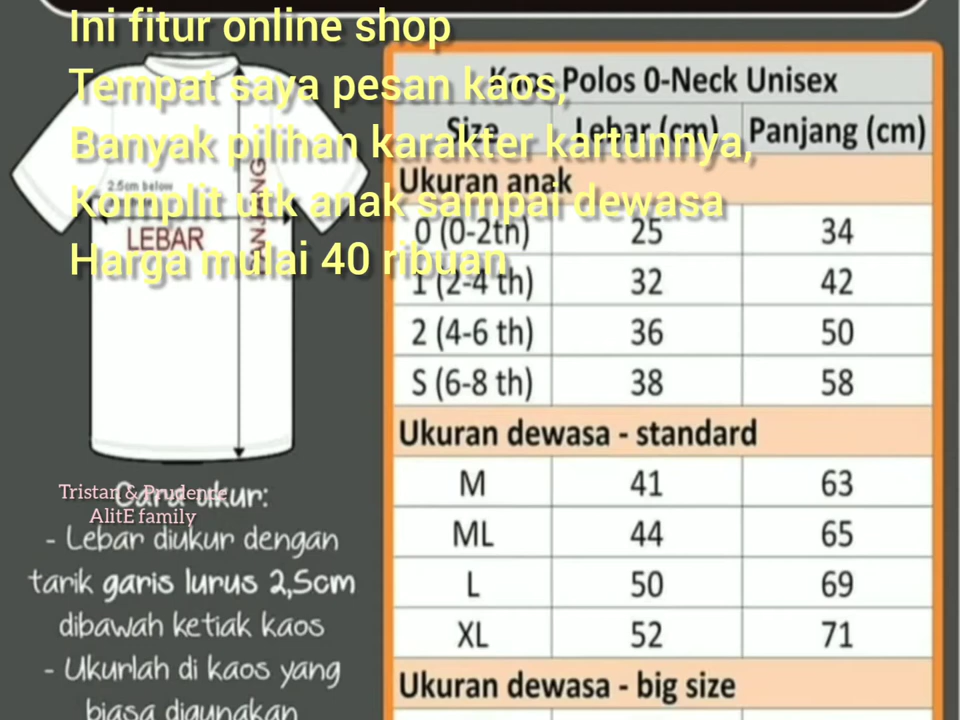 Ini fitur online shop
Tempat saya pesan kaos,
Banyak pilihan karakter kartunnya,
Komplit utk anak sampai dewasa
Harga mulai 40 ribuan
2.5cm below
LEBAR
PANJANG
Tristan & Prudence
AlitE family
Cara ukur:
- Lebar diukur dengan
tarik garis lurus 2,5cm
dibawah ketiak kaos
- Ukurlah di kaos yang
biasa digunakan
Kaos Polos O-Neck Unisex
Size Lebar (cm) Panjang (cm)
Ukuran anak
0 (0-2th) 25 34
1 (2-4 th) 32 42
2 (4-6 th) 36 50
S (6-8 th) 38 58
Ukuran dewasa - standard
M 41 63
ML 44 65
L 50 69
XL 52 71
Ukuran dewasa - big size